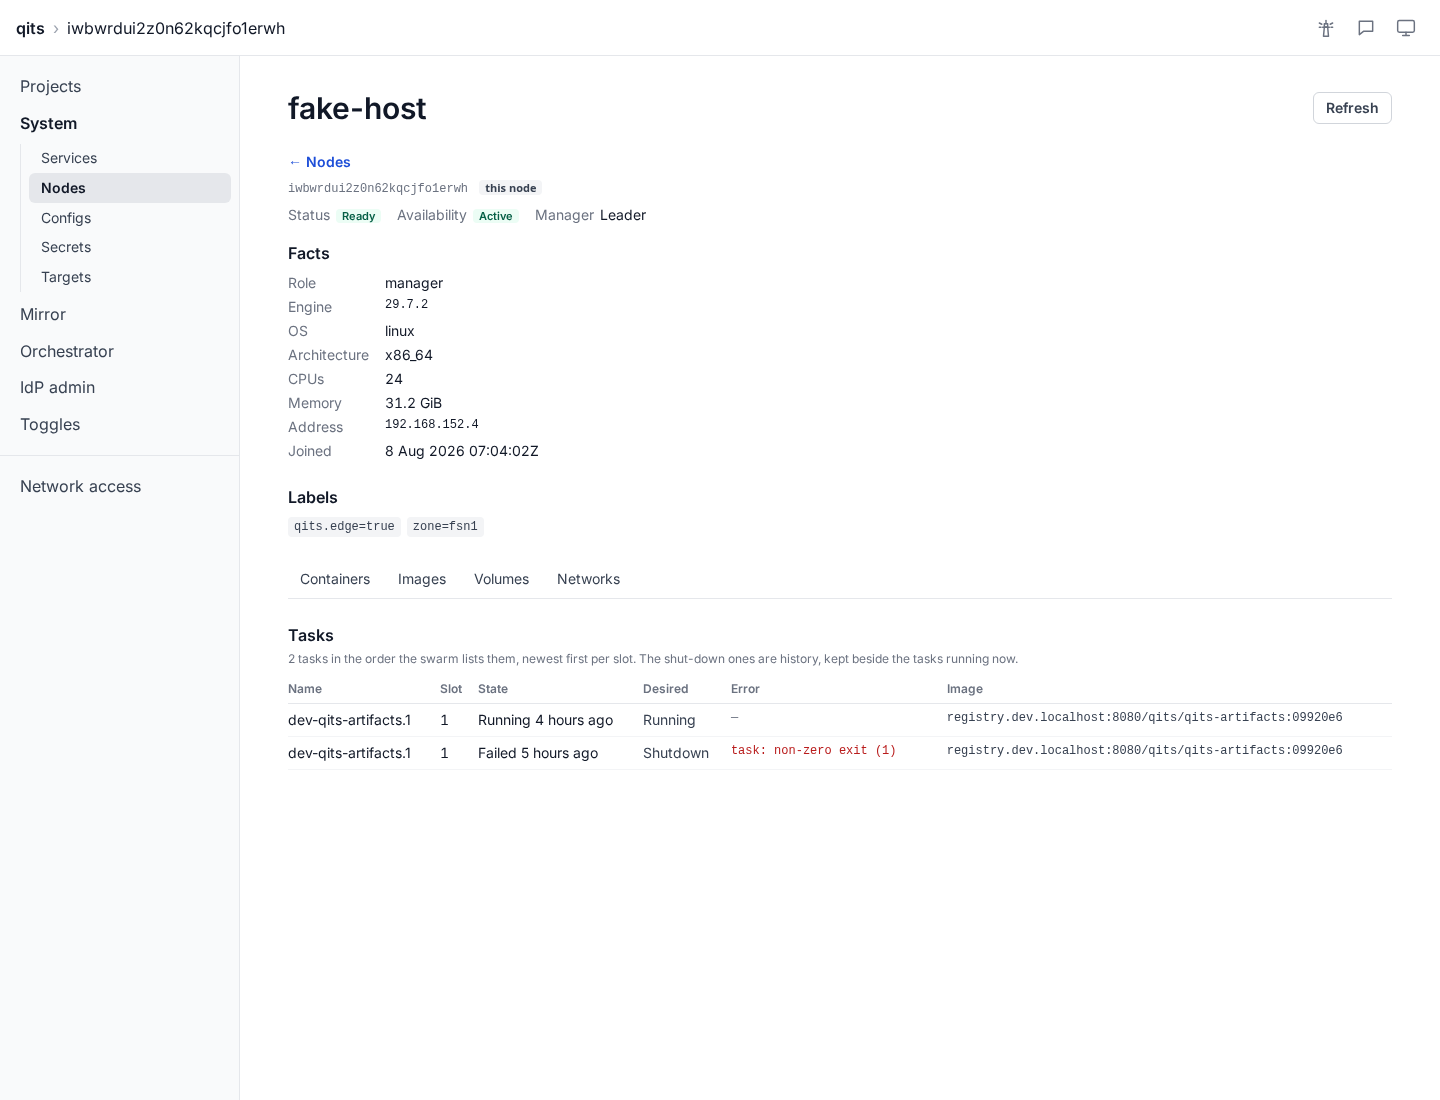 qits › iwbwrdui2z0n62kqcjfo1erwh
Projects
System
Services
Nodes
Configs
Secrets
Targets
Mirror
Orchestrator
IdP admin
Toggles
Network access
fake-host
Refresh
← Nodes
iwbwrdui2z0n62kqcjfo1erwh this node
Status Ready Availability Active Manager Leader
Facts
Role manager
Engine 29.7.2
OS linux
Architecture x86_64
CPUs 24
Memory 31.2 GiB
Address 192.168.152.4
Joined 8 Aug 2026 07:04:02Z
Labels
qits.edge=true zone=fsn1
Containers Images Volumes Networks
Tasks
2 tasks in the order the swarm lists them, newest first per slot. The shut-down ones are history, kept beside the tasks running now.
Name Slot State Desired Error Image
dev-qits-artifacts.1 1 Running 4 hours ago Running – registry.dev.localhost:8080/qits/qits-artifacts:09920e6
dev-qits-artifacts.1 1 Failed 5 hours ago Shutdown task: non-zero exit (1) registry.dev.localhost:8080/qits/qits-artifacts:09920e6